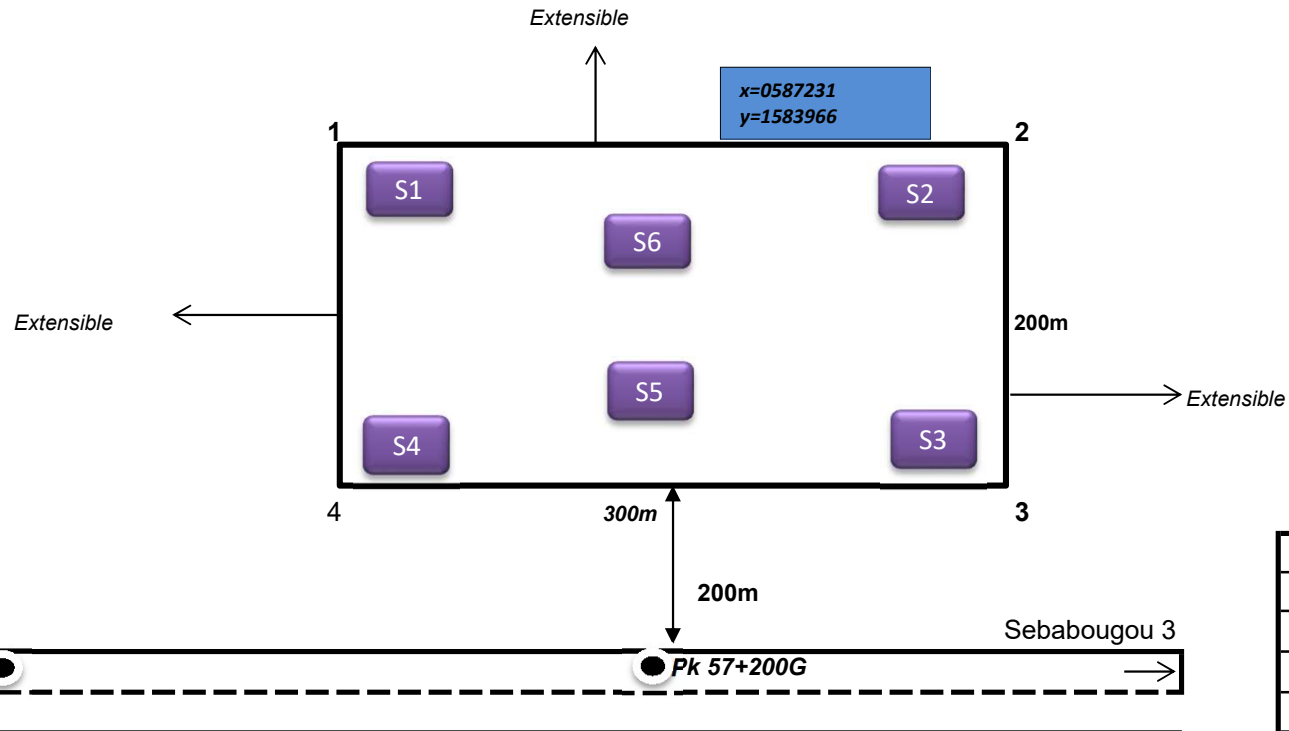 Extensible
x=0587231
y=1583966
1
2
S1
S2
S6
Extensible
200m
S5
Extensible
S4
S3
4
300m
3
200m
Sebabougou 3
Pk 57+200G